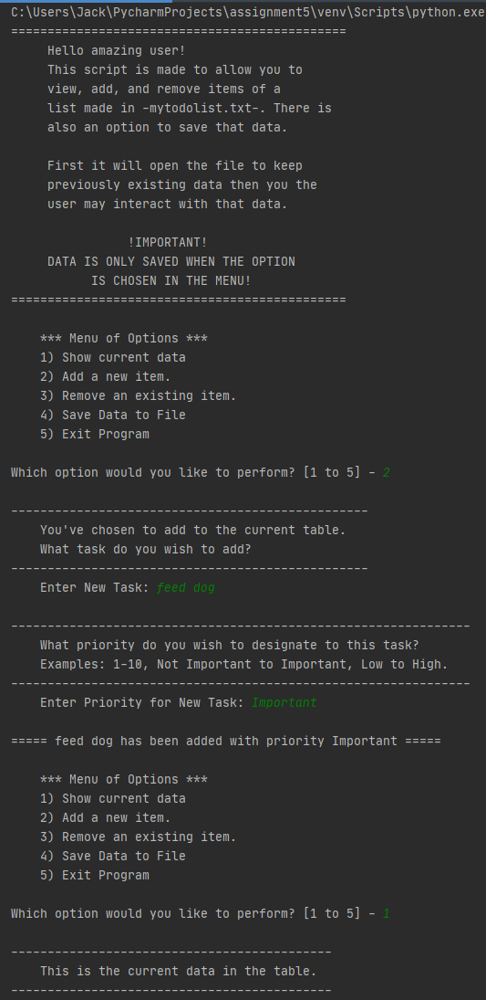 C:\Users\Jack\PycharmProjects\assignment5\venv\Scripts\python.exe
==============================================
Hello amazing user!
This script is made to allow you to
view, add, and remove items of a
list made in -mytodolist.txt-. There is
also an option to save that data.
First it will open the file to keep
previously existing data then you the
user may interact with that data.
!IMPORTANT!
DATA IS ONLY SAVED WHEN THE OPTION
IS CHOSEN IN THE MENU!
==============================================
*** Menu of Options ***
1) Show current data
2) Add a new item.
3) Remove an existing item.
4) Save Data to File
5) Exit Program
Which option would you like to perform? [1 to 5] - 2
-------------------------------------------------
You've chosen to add to the current table.
What task do you wish to add?
-------------------------------------------------
Enter New Task: feed dog
---------------------------------------------------------------
What priority do you wish to designate to this task?
Examples: 1-10, Not Important to Important, Low to High.
---------------------------------------------------------------
Enter Priority for New Task: Important
===== feed dog has been added with priority Important =====
*** Menu of Options ***
1) Show current data
2) Add a new item.
3) Remove an existing item.
4) Save Data to File
5) Exit Program
Which option would you like to perform? [1 to 5] - 1
--------------------------------------------
This is the current data in the table.
--------------------------------------------